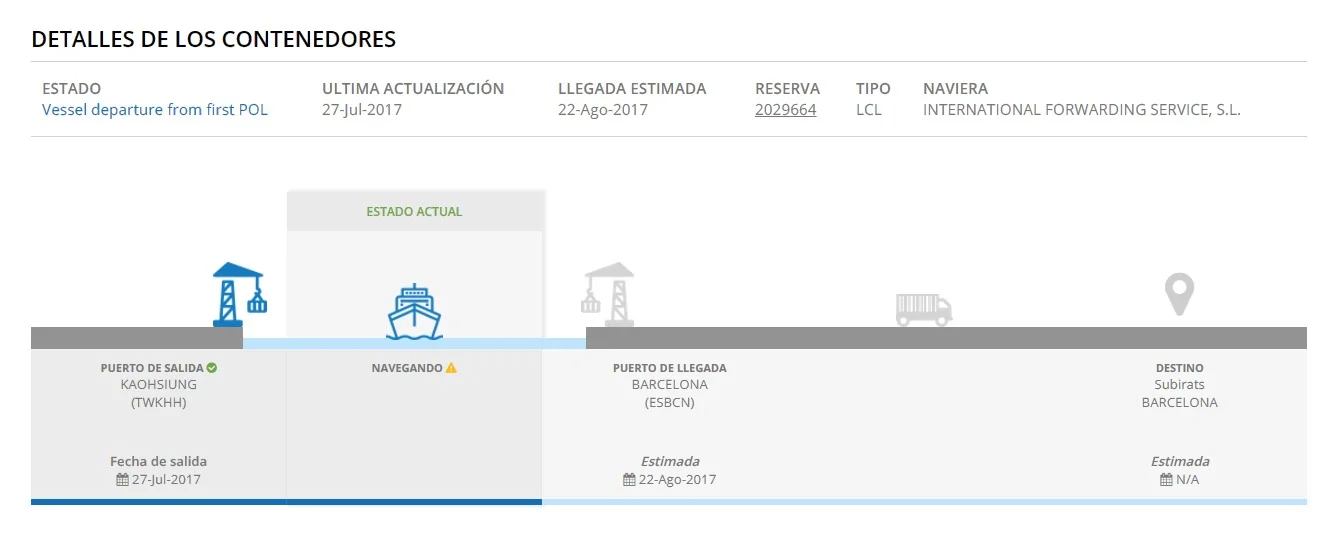 DETALLES DE LOS CONTENEDORES
ESTADO ULTIMA ACTUALIZACIÓN LLEGADA ESTIMADA RESERVA TIPO NAVIERA
Vessel departure from first POL 27-Jul-2017 22-Ago-2017 2029664 LCL INTERNATIONAL FORWARDING SERVICE, S.L.
ESTADO ACTUAL
PUERTO DE SALIDA NAVEGANDO PUERTO DE LLEGADA DESTINO
KAOHSIUNG BARCELONA Subirats
(TWKHH) (ESBCN) BARCELONA
Fecha de salida Estimada Estimada
27-Jul-2017 22-Ago-2017 N/A